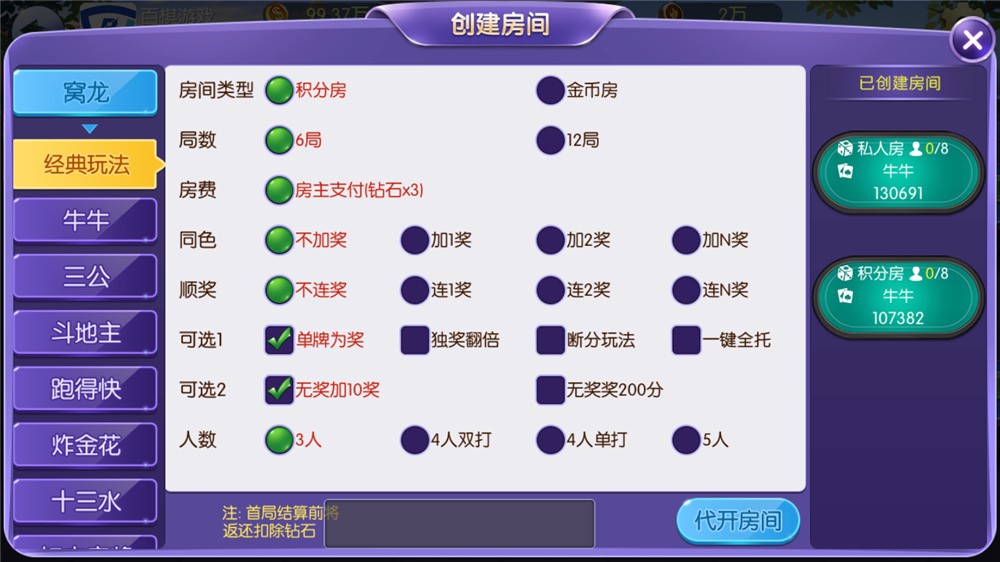 百棋游戏
99.37万
2万
创建房间
窝龙
经典玩法
牛牛
三公
斗地主
跑得快
炸金花
十三水
房间类型 积分房 金币房
局数 6局 12局
房费 房主支付(钻石x3)
同色 不加奖 加1奖 加2奖 加N奖
顺奖 不连奖 连1奖 连2奖 连N奖
可选1 单牌为奖 独奖翻倍 断分玩法 一键全托
可选2 无奖加10奖 无奖奖200分
人数 3人 4人双打 4人单打 5人
注: 首局结算前将
返还扣除钻石
代开房间
已创建房间
私人房 0/8
牛牛
130691
积分房 0/8
牛牛
107382